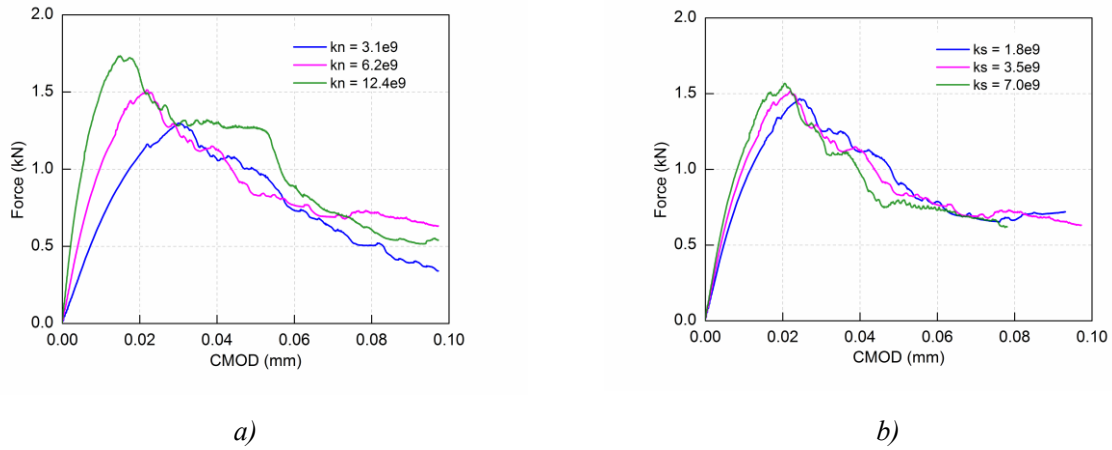 2.0
1.5
1.0
0.5
0.0
Force (kN)
kn = 3.1e9
kn = 6.2e9
kn = 12.4e9
0.00 0.02 0.04 0.06 0.08 0.10
CMOD (mm)
a)
2.0
1.5
1.0
0.5
0.0
Force (kN)
ks = 1.8e9
ks = 3.5e9
ks = 7.0e9
0.00 0.02 0.04 0.06 0.08 0.10
CMOD (mm)
b)